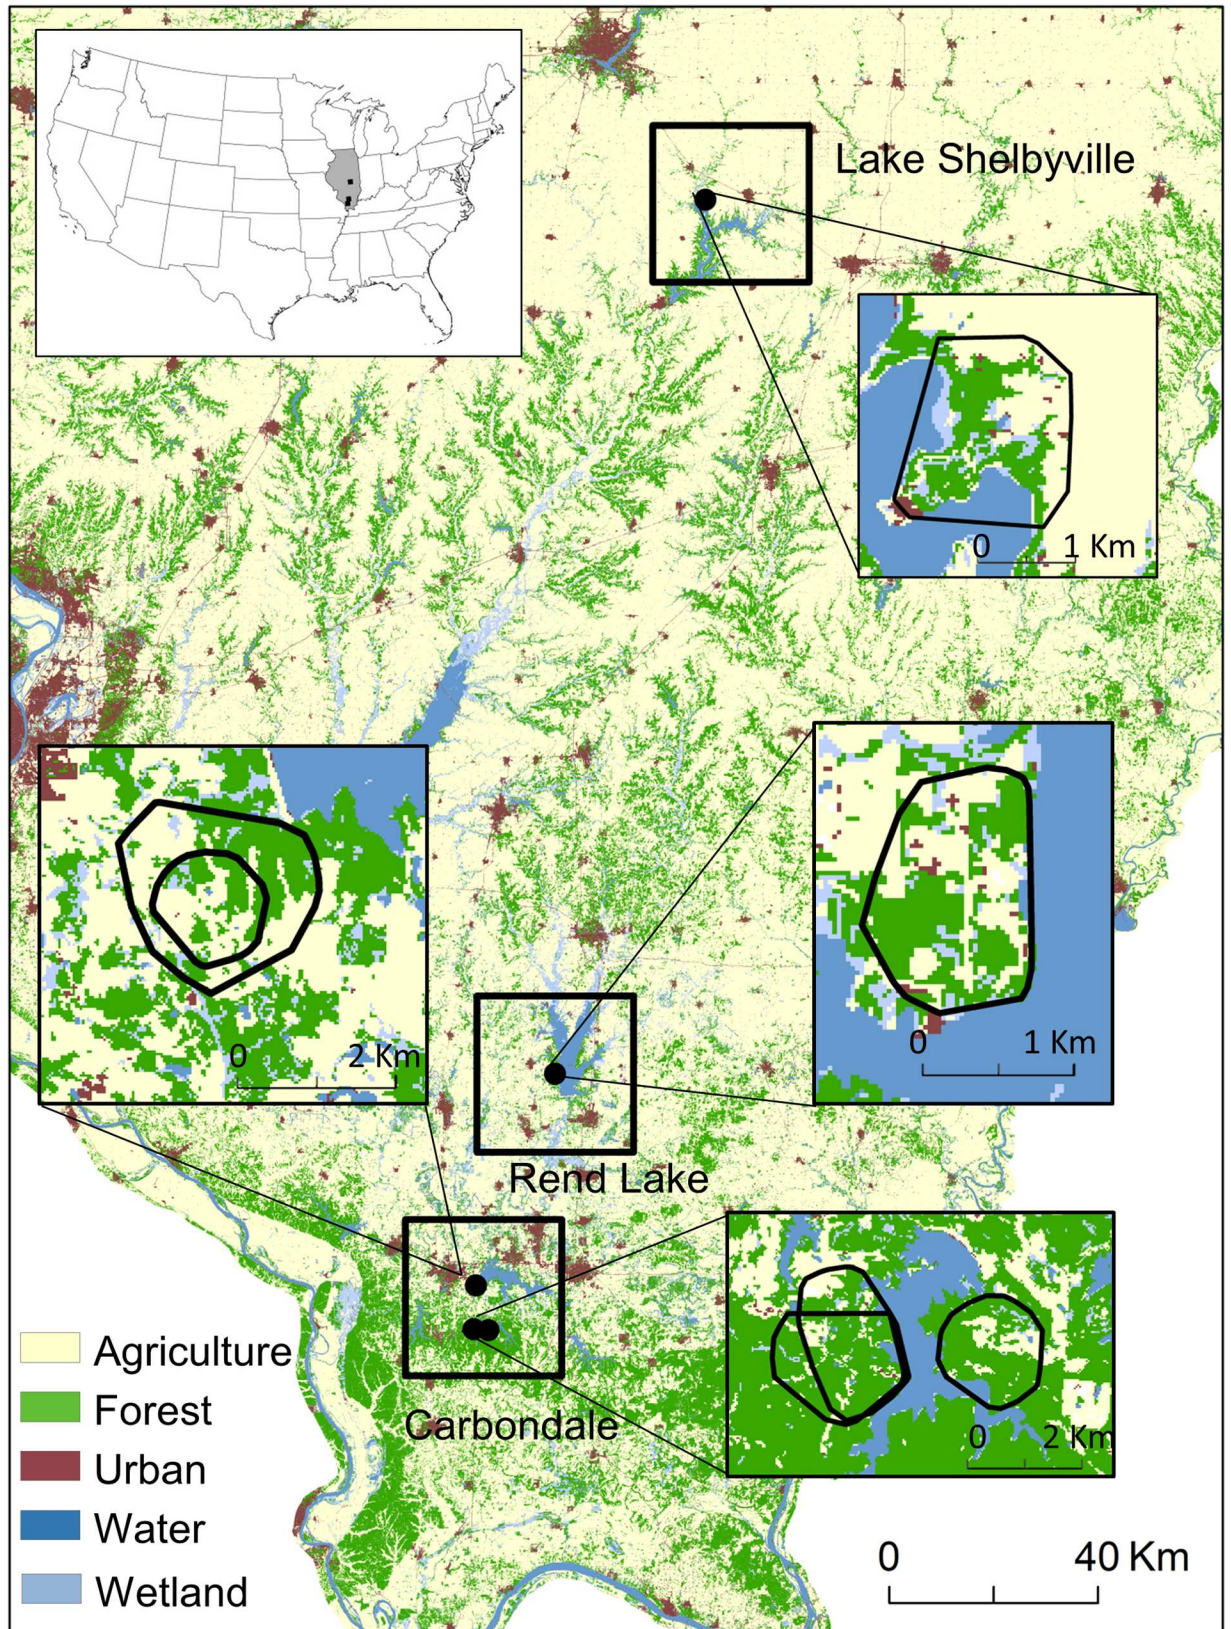 Lake Shelbyville
0 1 Km
0 2 Km
0 1 Km
Rend Lake
Carbondale
0 2 Km
Agriculture
Forest
Urban
Water
Wetland
0 40 Km